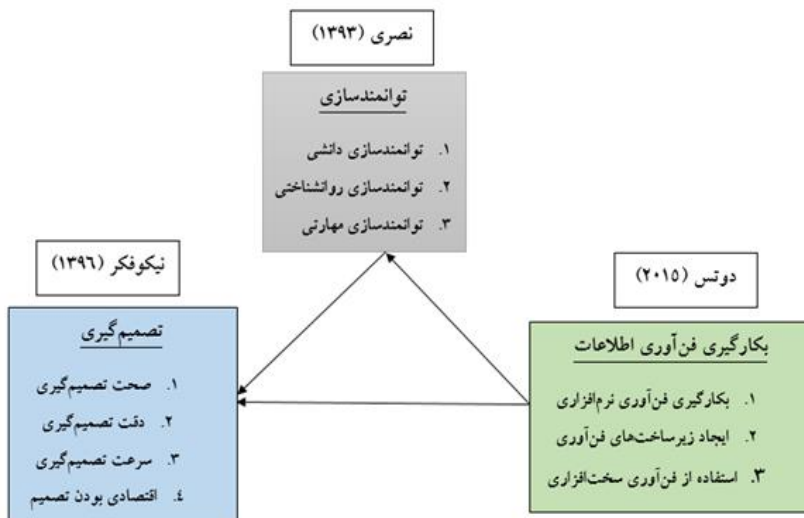 نصری (۱۳۹۳)
توانمندسازی
۱. توانمندسازی دانشی
۲. توانمندسازی روانشناختی
۳. توانمندسازی مهارتی
نیکوفکر (۱۳۹۶)
تصمیم‌گیری
۱. صحت تصمیم‌گیری
۲. دقت تصمیم‌گیری
۳. سرعت تصمیم‌گیری
۴. اقتصادی بودن تصمیم
دوتس (۲۰۱۵)
بکارگیری فن‌آوری اطلاعات
۱. بکارگیری فن‌آوری نرم‌افزاری
۲. ایجاد زیرساخت‌های فن‌آوری
۳. استفاده از فن‌آوری سخت‌افزاری